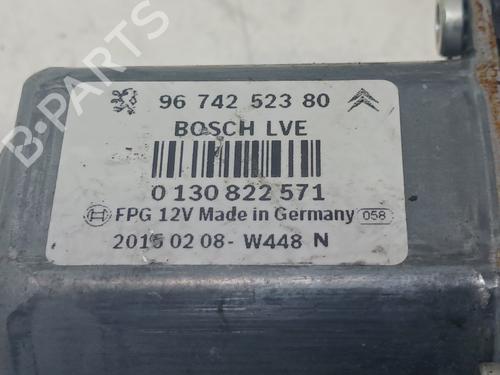 96 742 523 80
BOSCH LVE
0 130 822 571
FPG 12V Made in Germany 058
2015 02 08- W448 N
B-PARTS